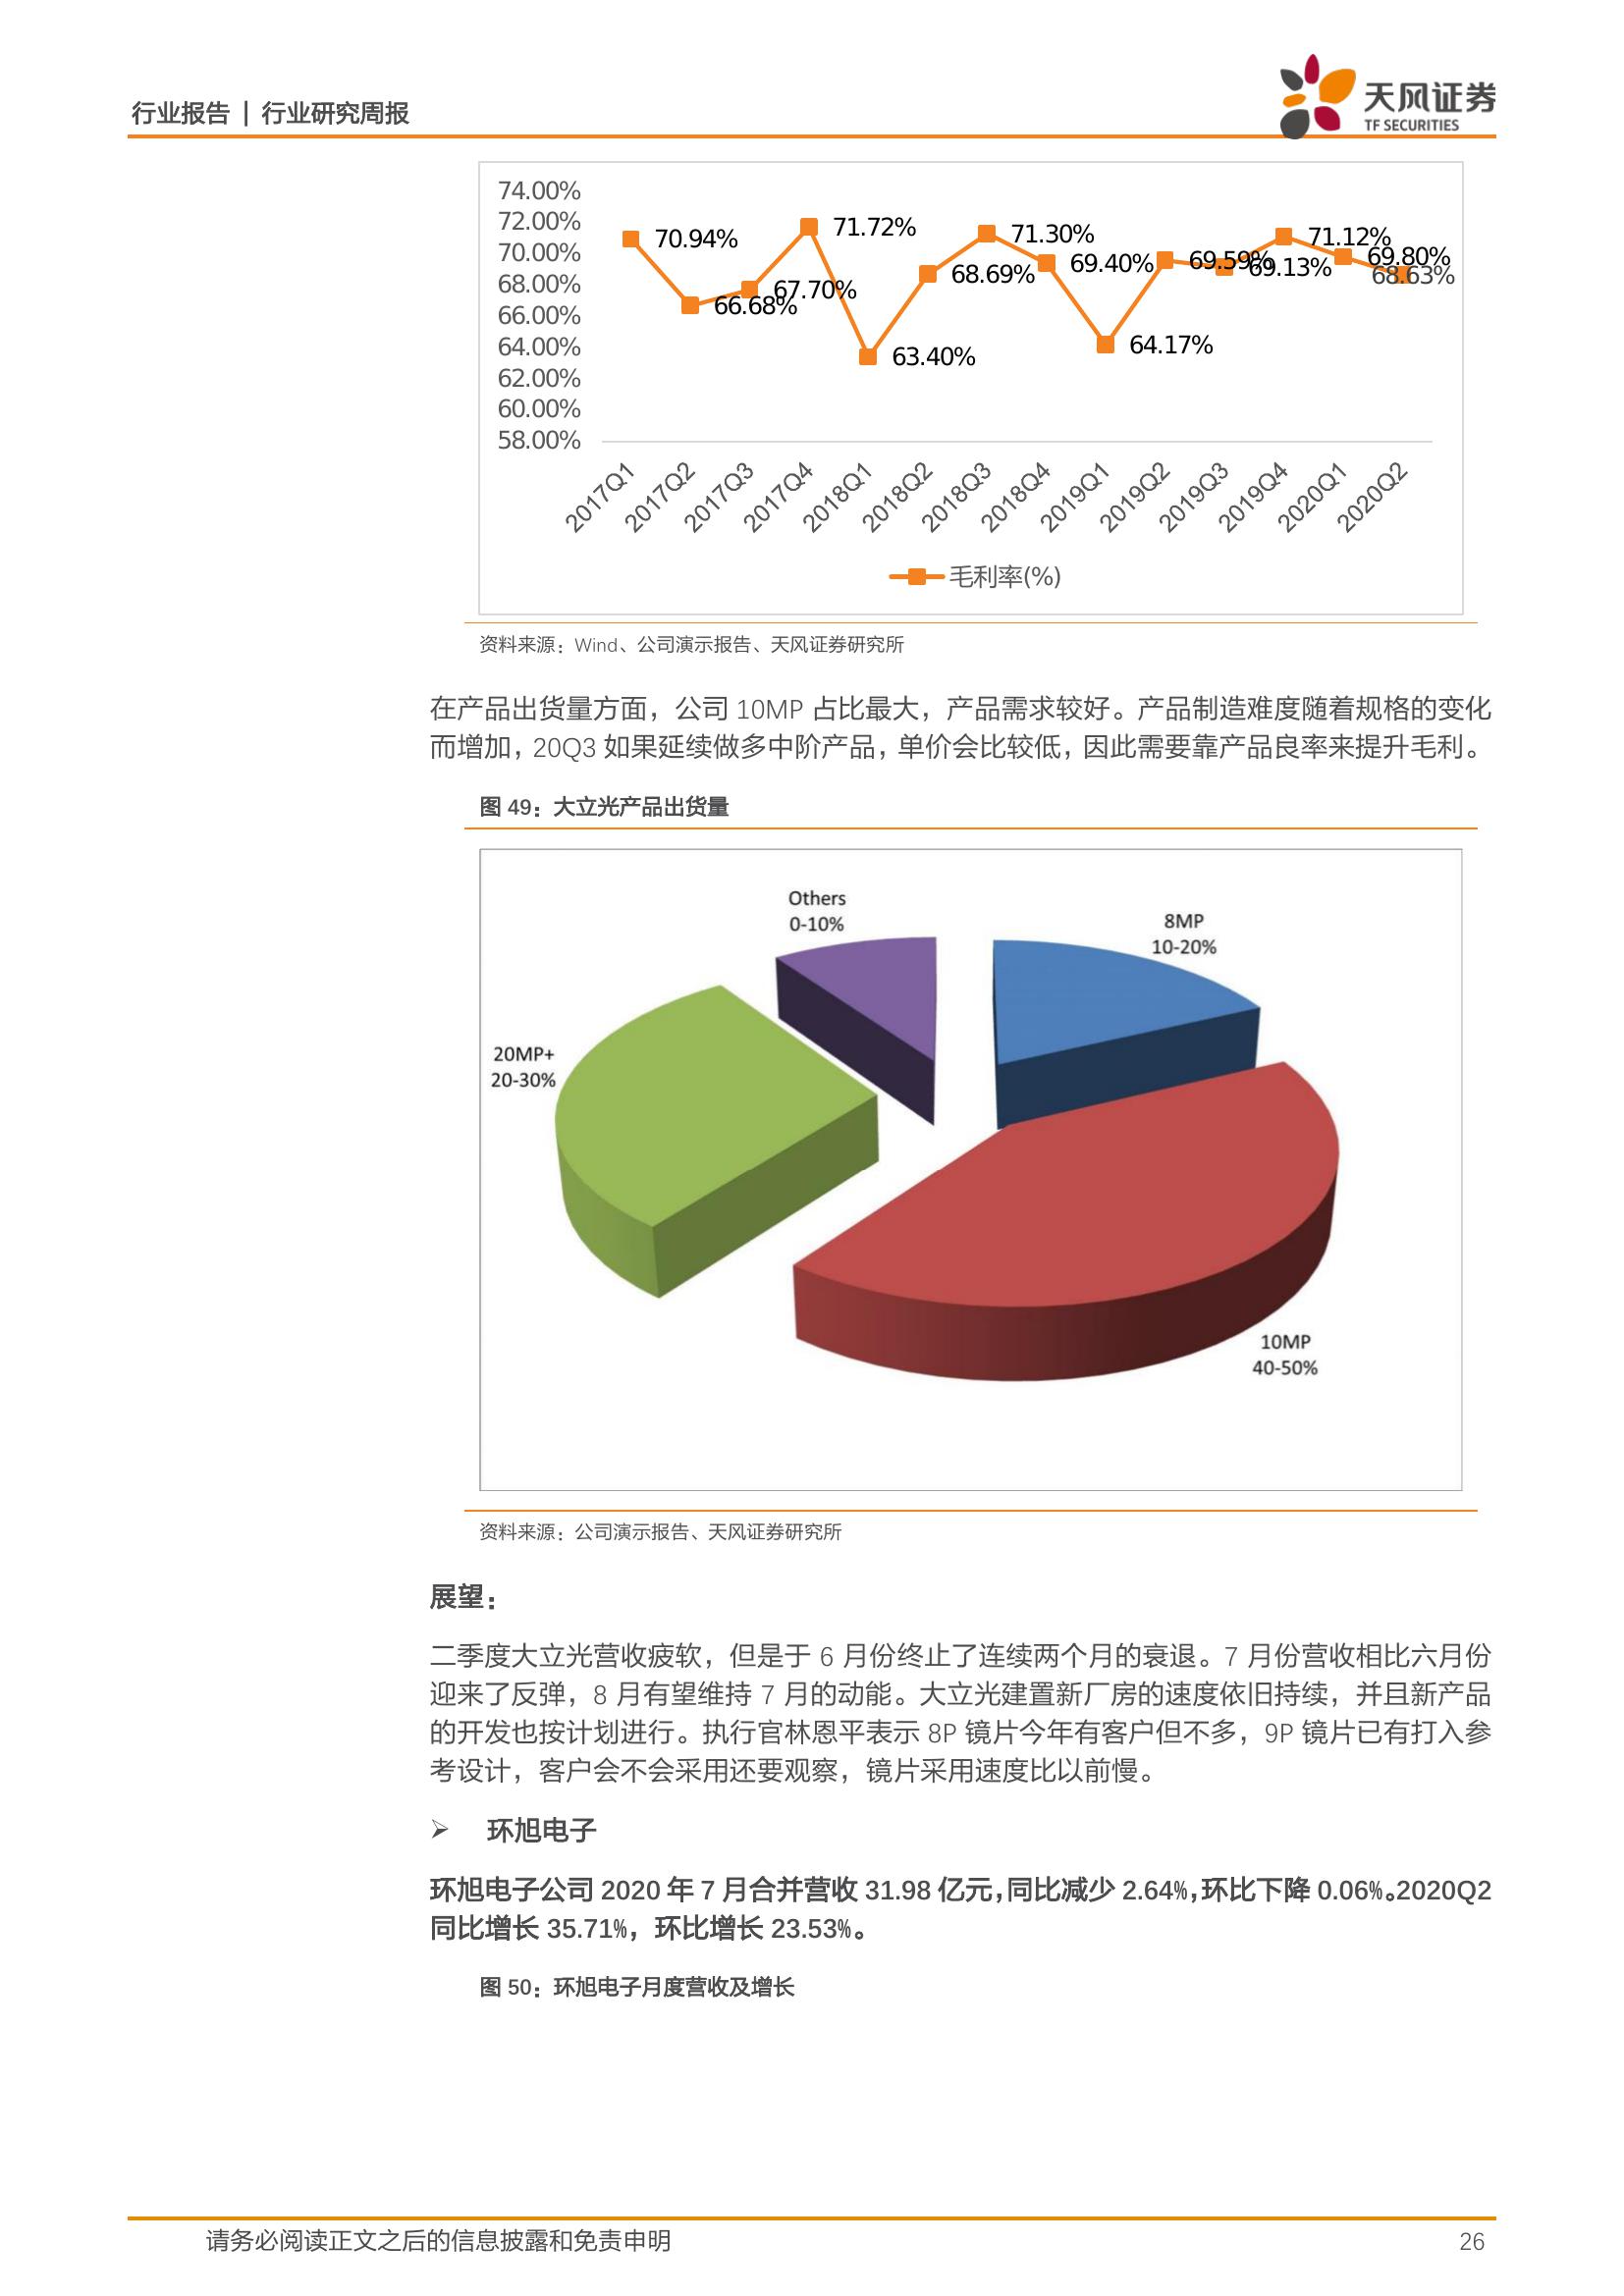 行业报告 | 行业研究周报
天风证券
TF SECURITIES
74.00%
72.00%
70.00%
68.00%
66.00%
64.00%
62.00%
60.00%
58.00%
70.94%
66.68%
67.70%
71.72%
63.40%
68.69%
71.30%
69.40%
64.17%
69.59%
69.13%
71.12%
69.80%
68.63%
2017Q1
2017Q2
2017Q3
2017Q4
2018Q1
2018Q2
2018Q3
2018Q4
2019Q1
2019Q2
2019Q3
2019Q4
2020Q1
2020Q2
毛利率(%)
资料来源：Wind、公司演示报告、天风证券研究所
在产品出货量方面，公司 10MP 占比最大，产品需求较好。产品制造难度随着规格的变化
而增加，20Q3 如果延续做多中阶产品，单价会比较低，因此需要靠产品良率来提升毛利。
图 49：大立光产品出货量
Others
0-10%
8MP
10-20%
20MP+
20-30%
10MP
40-50%
资料来源：公司演示报告、天风证券研究所
展望：
二季度大立光营收疲软，但是于 6 月份终止了连续两个月的衰退。7 月份营收相比六月份
迎来了反弹，8 月有望维持 7 月的动能。大立光建置新厂房的速度依旧持续，并且新产品
的开发也按计划进行。执行官林恩平表示 8P 镜片今年有客户但不多，9P 镜片已有打入参
考设计，客户会不会采用还要观察，镜片采用速度比以前慢。
➢ 环旭电子
环旭电子公司 2020 年 7 月合并营收 31.98 亿元，同比减少 2.64%，环比下降 0.06%。2020Q2
同比增长 35.71%，环比增长 23.53%。
图 50：环旭电子月度营收及增长
请务必阅读正文之后的信息披露和免责申明
26